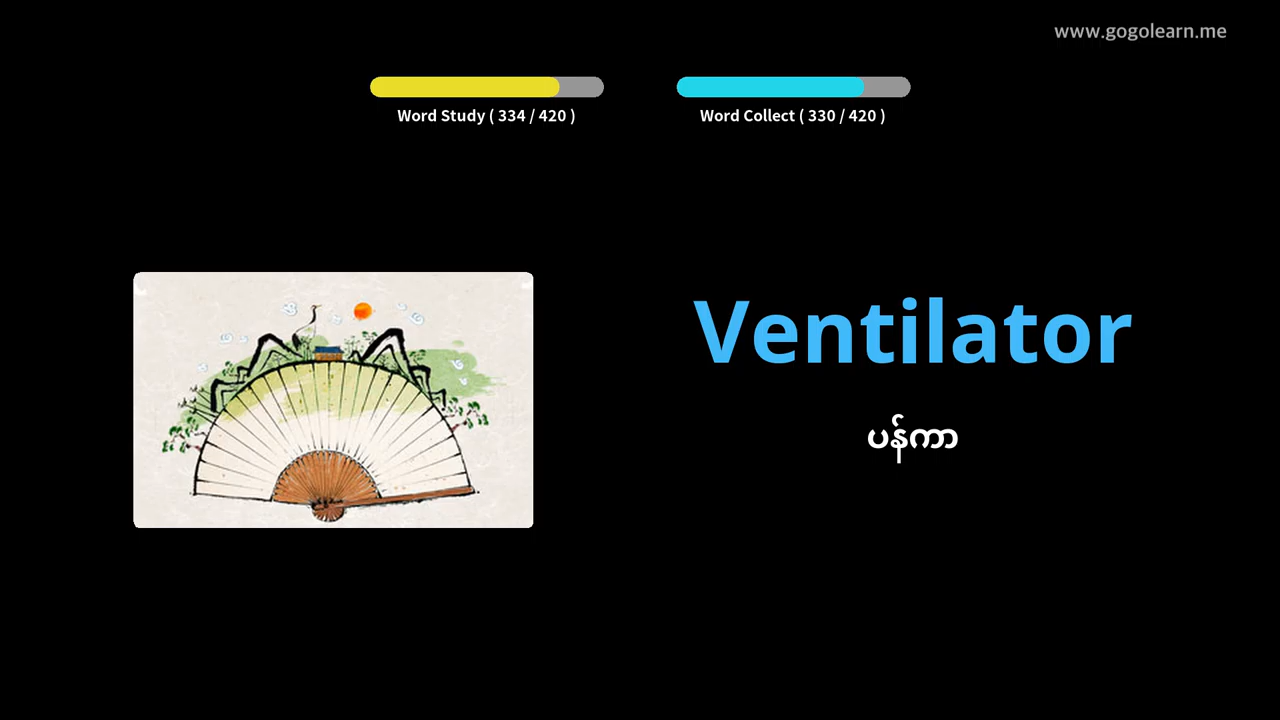 www.gogolearn.me
Word Study ( 334 / 420 )
Word Collect ( 330 / 420 )
Ventilator
ပန်ကာ